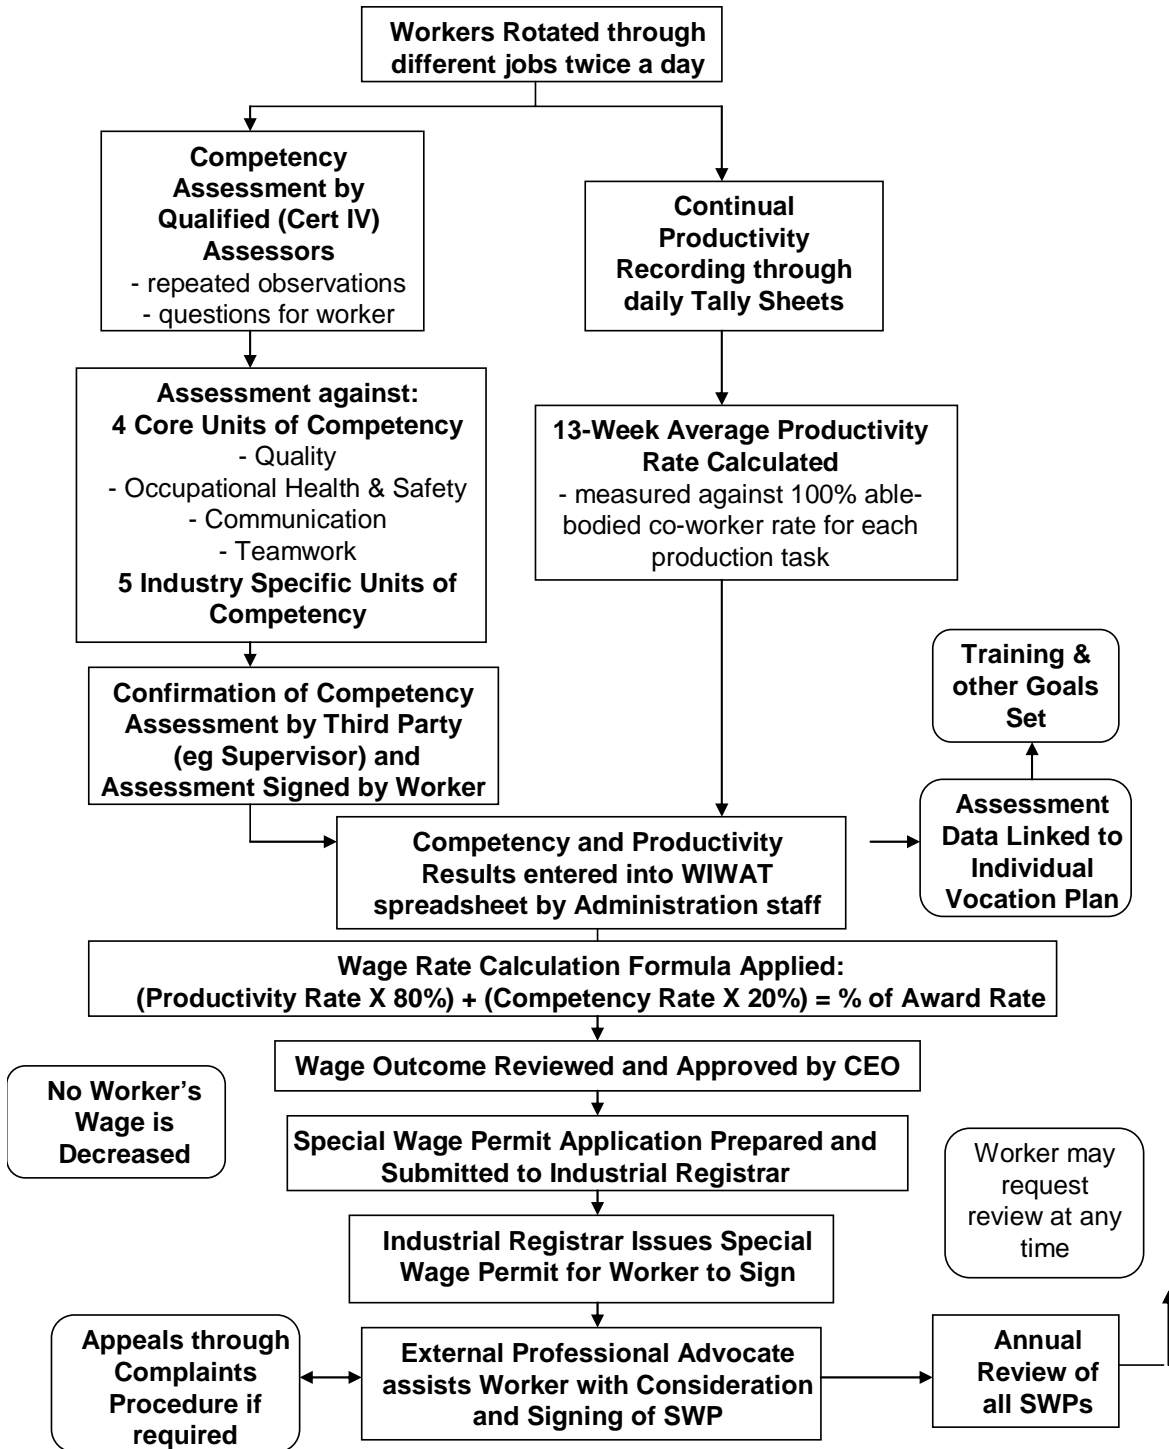 Workers Rotated through
different jobs twice a day
Competency
Assessment by
Qualified (Cert IV)
Assessors
- repeated observations
- questions for worker
Continual
Productivity
Recording through
daily Tally Sheets
Assessment against:
4 Core Units of Competency
- Quality
- Occupational Health & Safety
- Communication
- Teamwork
5 Industry Specific Units of
Competency
13-Week Average Productivity
Rate Calculated
- measured against 100% able-
bodied co-worker rate for each
production task
Confirmation of Competency
Assessment by Third Party
(eg Supervisor) and
Assessment Signed by Worker
Training &
other Goals
Set
Assessment
Data Linked to
Individual
Vocation Plan
Competency and Productivity
Results entered into WIWAT
spreadsheet by Administration staff
Wage Rate Calculation Formula Applied:
(Productivity Rate X 80%) + (Competency Rate X 20%) = % of Award Rate
Wage Outcome Reviewed and Approved by CEO
No Worker’s
Wage is
Decreased
Special Wage Permit Application Prepared and
Submitted to Industrial Registrar
Worker may
request
review at any
time
Industrial Registrar Issues Special
Wage Permit for Worker to Sign
Appeals through
Complaints
Procedure if
required
External Professional Advocate
assists Worker with Consideration
and Signing of SWP
Annual
Review of
all SWPs